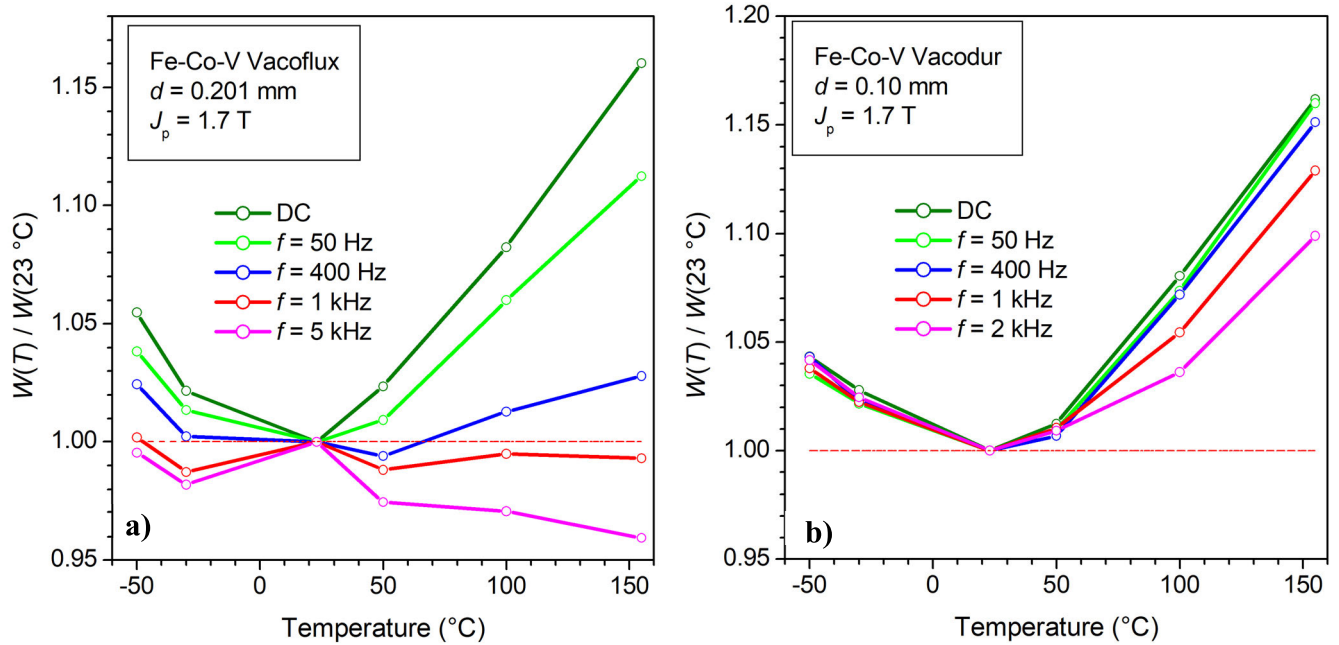 W(T) / W(23 °C)
1.15
1.10
1.05
1.00
0.95
Fe-Co-V Vacoflux
d = 0.201 mm
Jp = 1.7 T
DC
f = 50 Hz
f = 400 Hz
f = 1 kHz
f = 5 kHz
a)
-50 0 50 100 150
Temperature (°C)
W(T) / W(23 °C)
1.20
1.15
1.10
1.05
1.00
0.95
Fe-Co-V Vacodur
d = 0.10 mm
Jp = 1.7 T
DC
f = 50 Hz
f = 400 Hz
f = 1 kHz
f = 2 kHz
b)
-50 0 50 100 150
Temperature (°C)